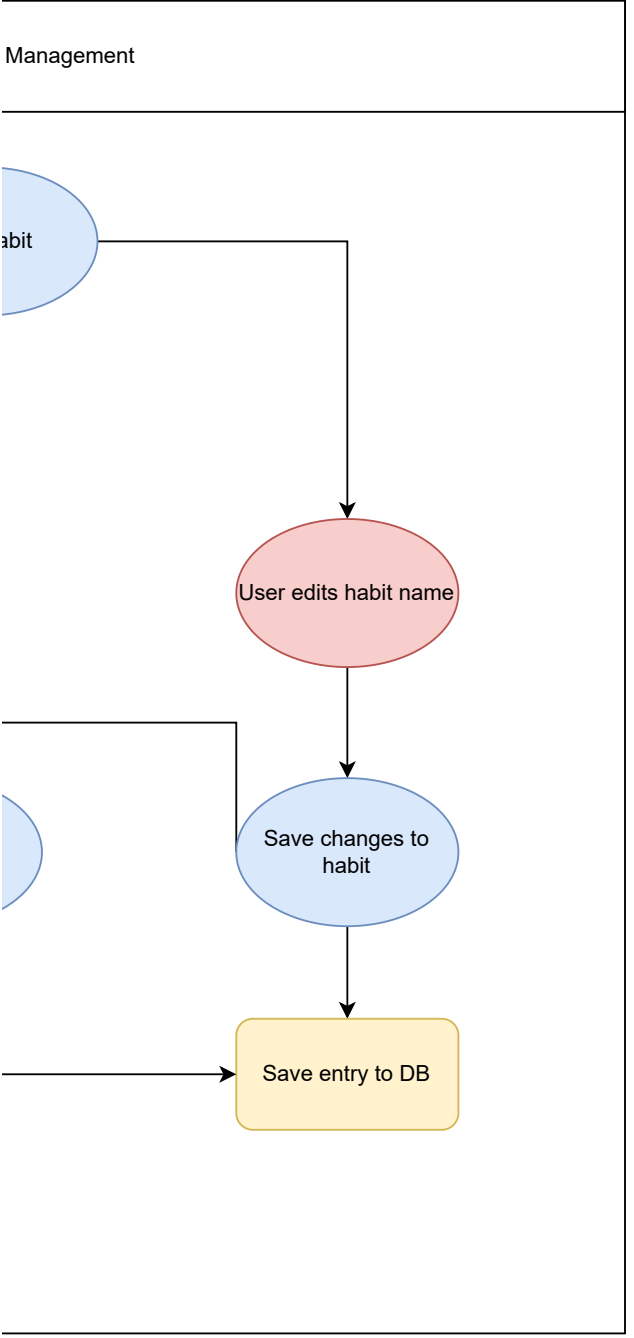 Management
abit
User edits habit name
Save changes to
habit
Save entry to DB